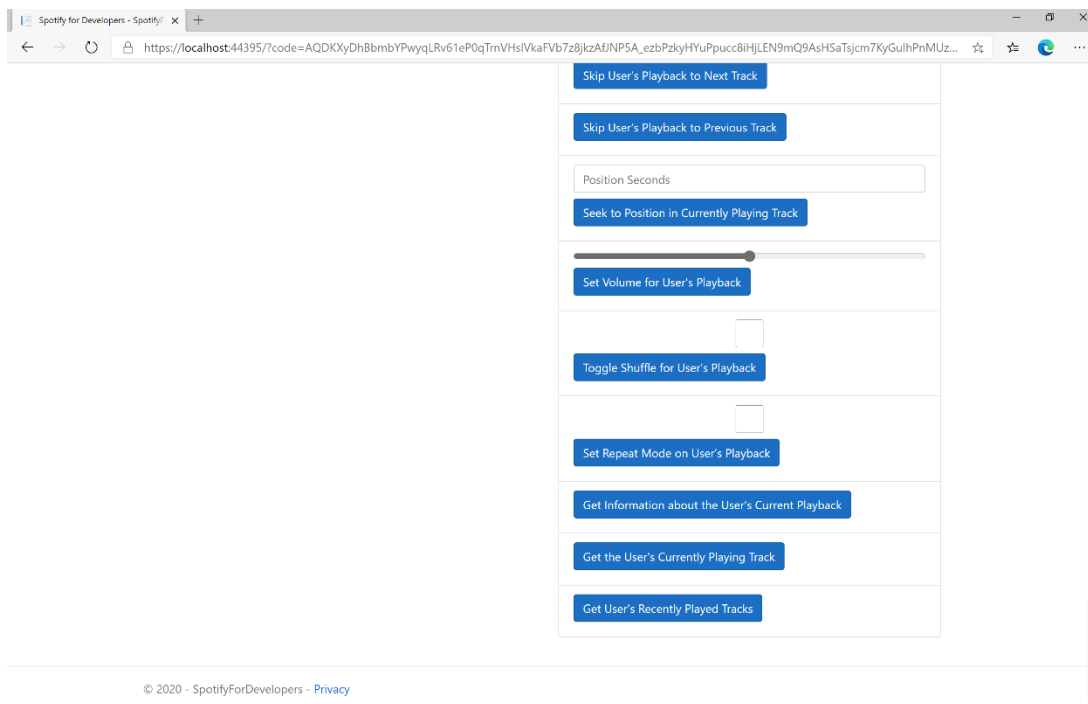 Spotify for Developers - Spotify
https://localhost:44395/?code=AQDKXyDhBbmbYPwyqLRv61eP0qTrnVHsIVkaFVb7z8jkzAfJNP5A_ezbPzkyHYuPpucc8iHjLEN9mQ9AsHSaTsjcm7KyGuIhPnMUz...
Skip User's Playback to Next Track
Skip User's Playback to Previous Track
Position Seconds
Seek to Position in Currently Playing Track
Set Volume for User's Playback
Toggle Shuffle for User's Playback
Set Repeat Mode on User's Playback
Get Information about the User's Current Playback
Get the User's Currently Playing Track
Get User's Recently Played Tracks
© 2020 - SpotifyForDevelopers - Privacy